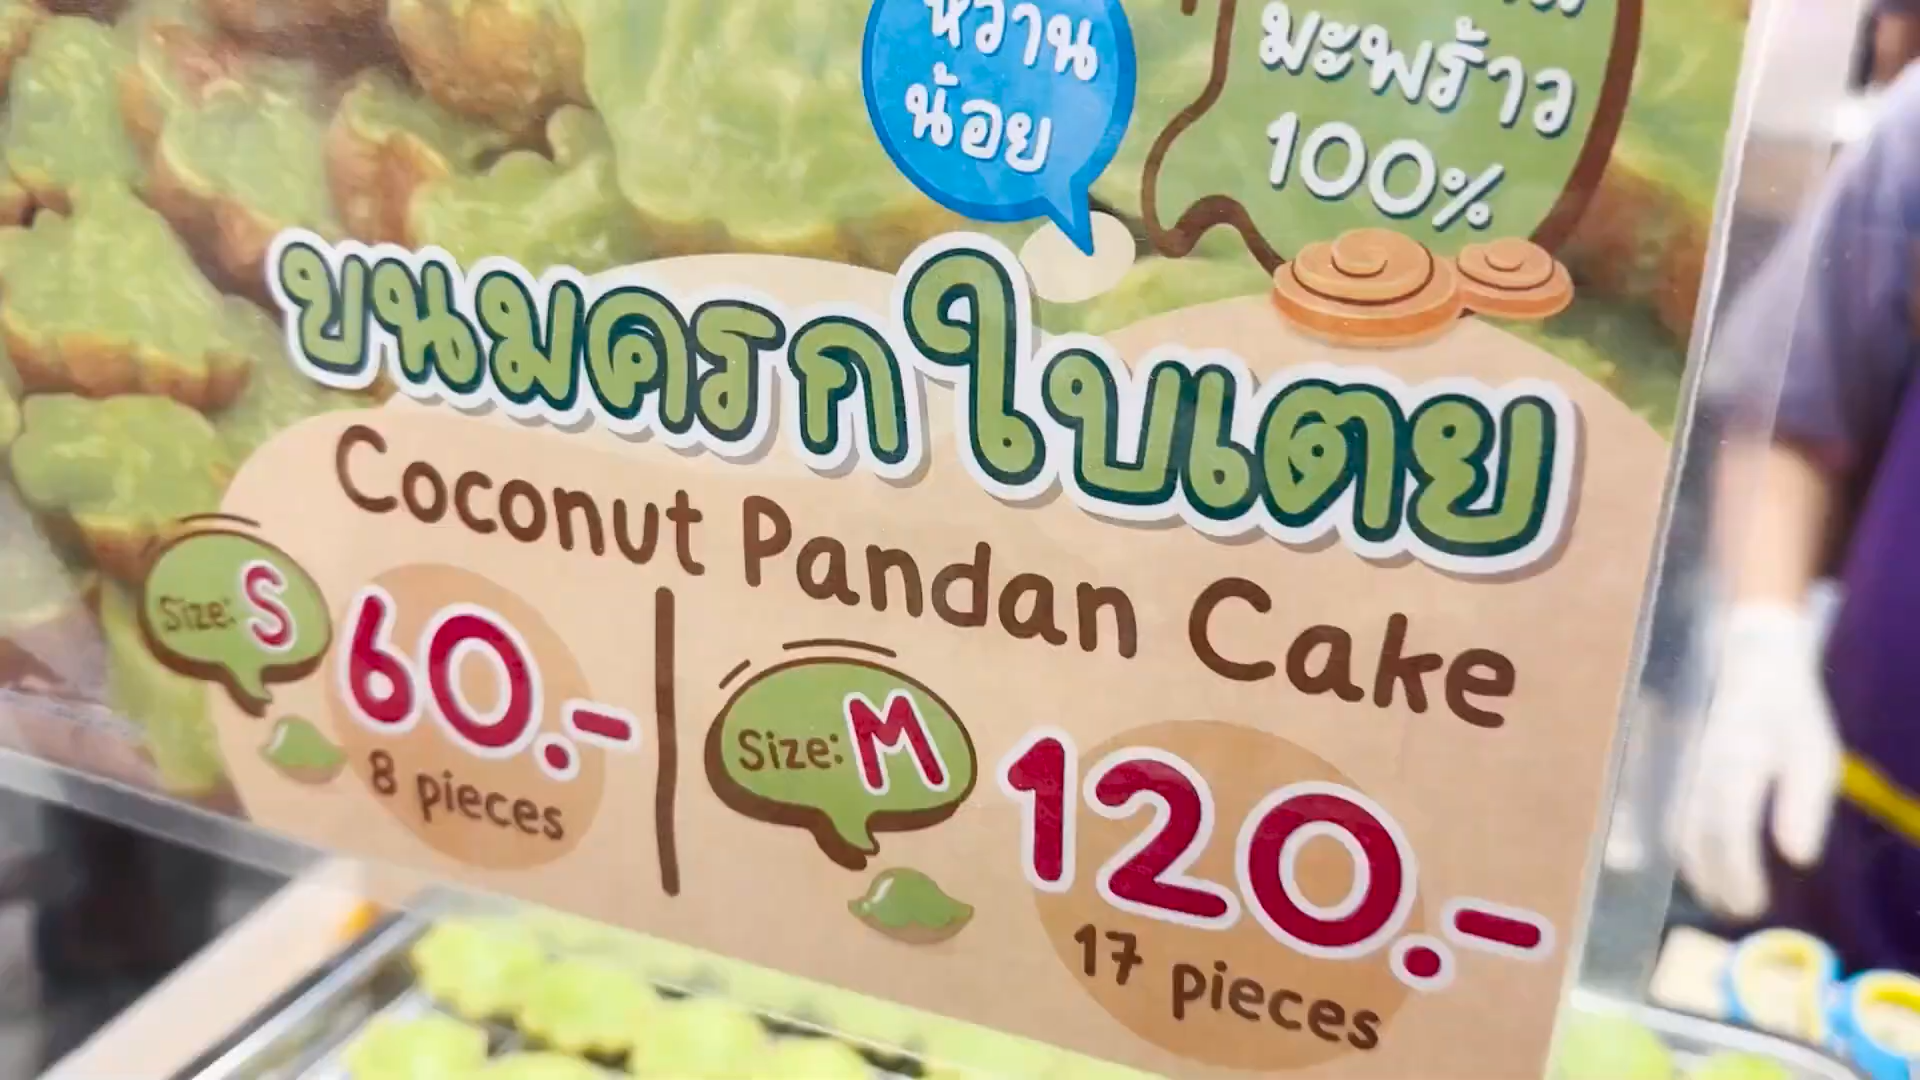 หวาน
น้อย
มะพร้าว
100%
ขนมครกใบเตย
Coconut Pandan Cake
Size: S
60.-
8 pieces
Size: M
120.-
17 pieces